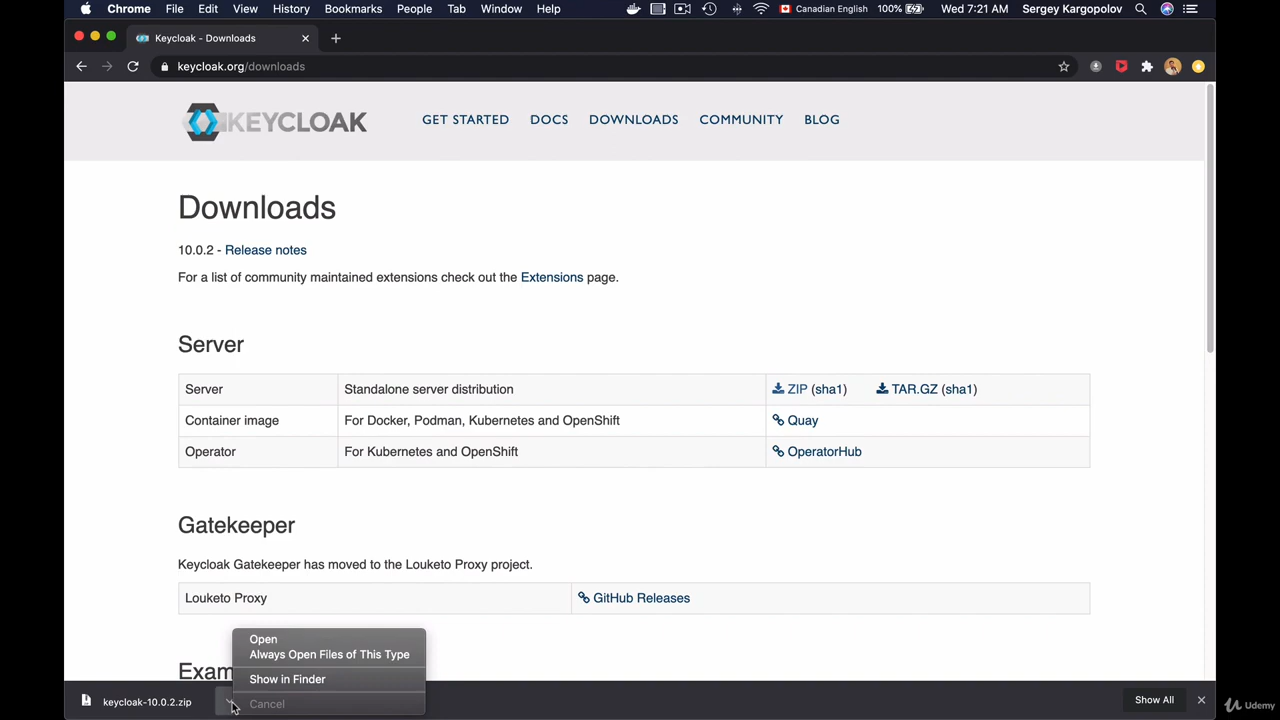 Chrome File Edit View History Bookmarks People Tab Window Help Canadian English 100% Wed 7:21 AM Sergey Kargopolov
Keycloak - Downloads
keycloak.org/downloads
KEYCLOAK GET STARTED DOCS DOWNLOADS COMMUNITY BLOG
Downloads
10.0.2 - Release notes
For a list of community maintained extensions check out the Extensions page.
Server
Server Standalone server distribution ZIP (sha1) TAR.GZ (sha1)
Container image For Docker, Podman, Kubernetes and OpenShift Quay
Operator For Kubernetes and OpenShift OperatorHub
Gatekeeper
Keycloak Gatekeeper has moved to the Louketo Proxy project.
Louketo Proxy GitHub Releases
Exam
Open
Always Open Files of This Type
Show in Finder
Cancel
keycloak-10.0.2.zip Show All
Udemy